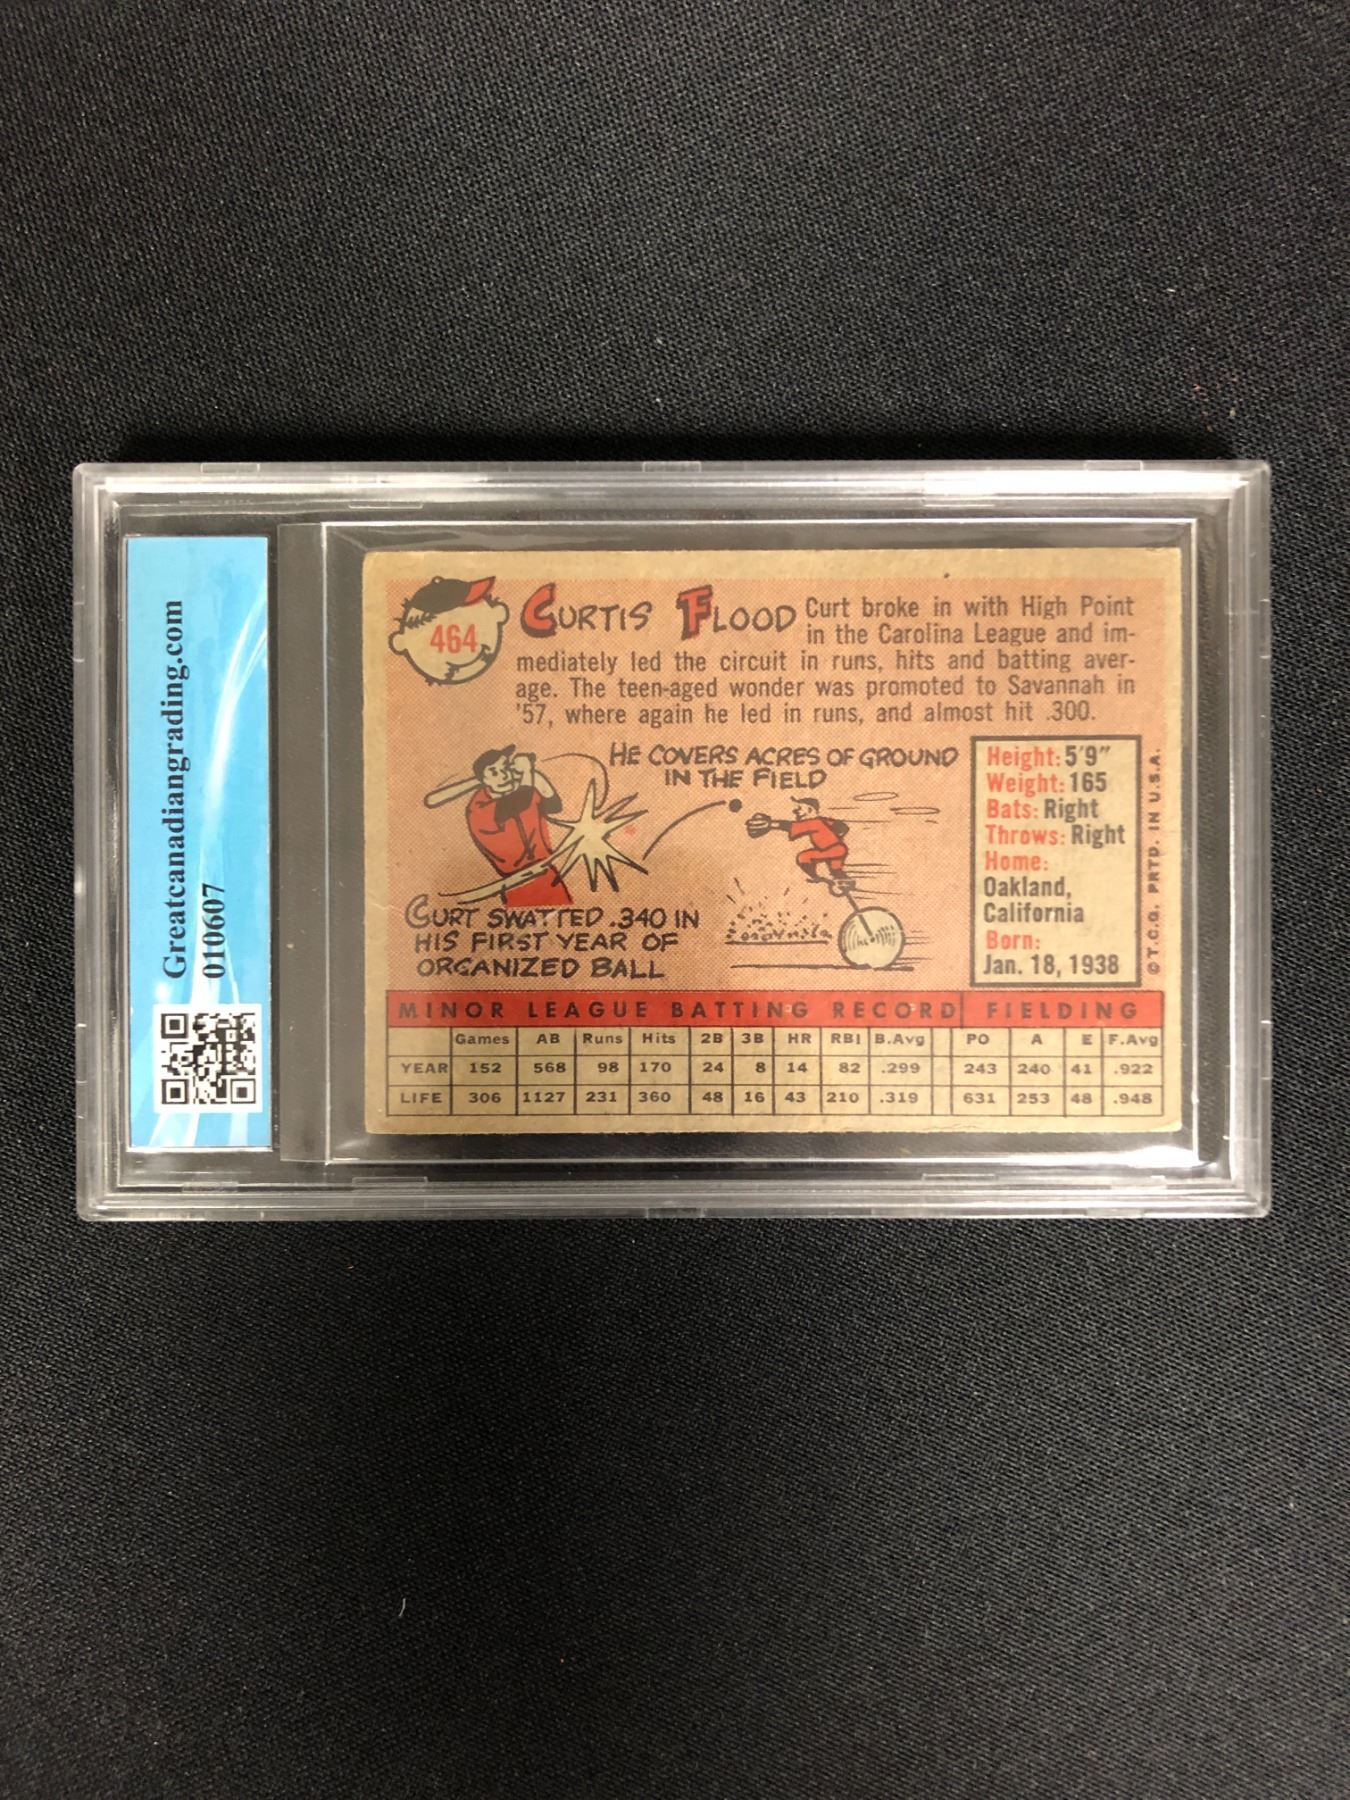 Greatcanadiangrading.com
010607
464
CURTIS FLOOD
Curt broke in with High Point
in the Carolina League and im-
mediately led the circuit in runs, hits and batting aver-
age. The teen-aged wonder was promoted to Savannah in
'57, where again he led in runs, and almost hit .300.
HE COVERS ACRES OF GROUND
IN THE FIELD
CURT SWATTED .340 IN
HIS FIRST YEAR OF
ORGANIZED BALL
Height: 5'9"
Weight: 165
Bats: Right
Throws: Right
Home:
Oakland,
California
Born:
Jan. 18, 1938
©T.C.G. PRTD. IN U.S.A.
MINOR LEAGUE BATTING RECORD FIELDING
Games AB Runs Hits 2B 3B HR RBI B.Avg PO A E F.Avg
YEAR 152 568 98 170 24 8 14 82 .299 243 240 41 .922
LIFE 306 1127 231 360 48 16 43 210 .319 631 253 48 .948